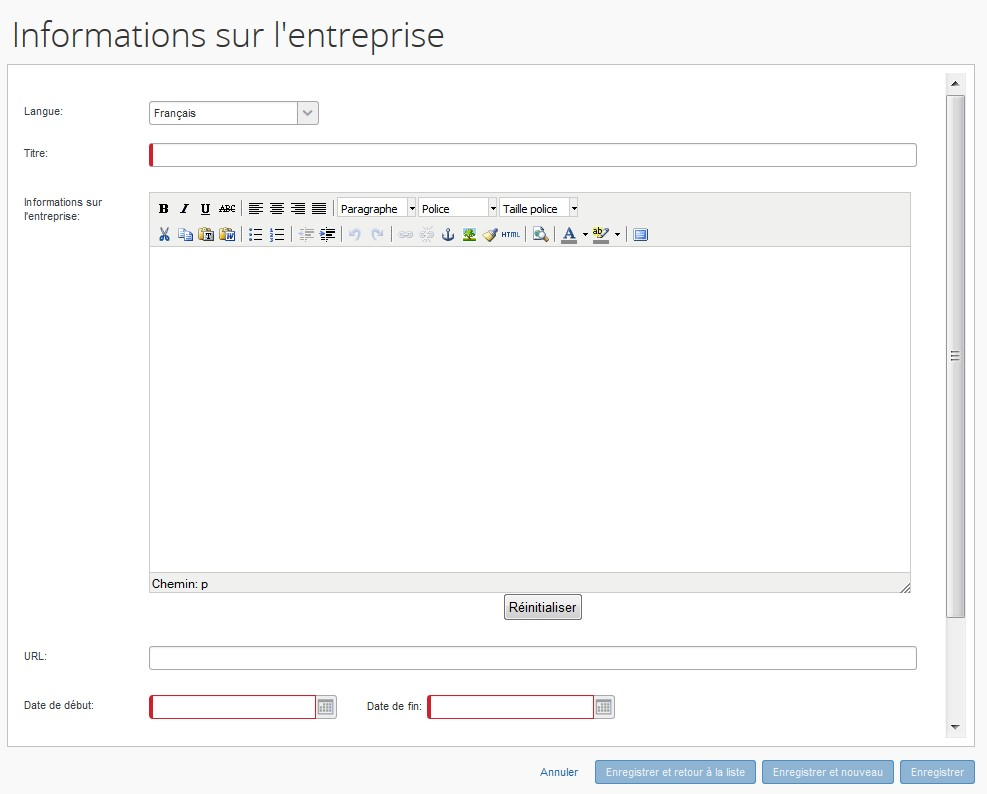 Informations sur l'entreprise
Langue:
Français
Titre:
Informations sur
l'entreprise:
B I U ABC Paragraphe Police Taille police
HTML A ab
Chemin: p
Réinitialiser
URL:
Date de début: Date de fin:
Annuler Enregistrer et retour à la liste Enregistrer et nouveau Enregistrer